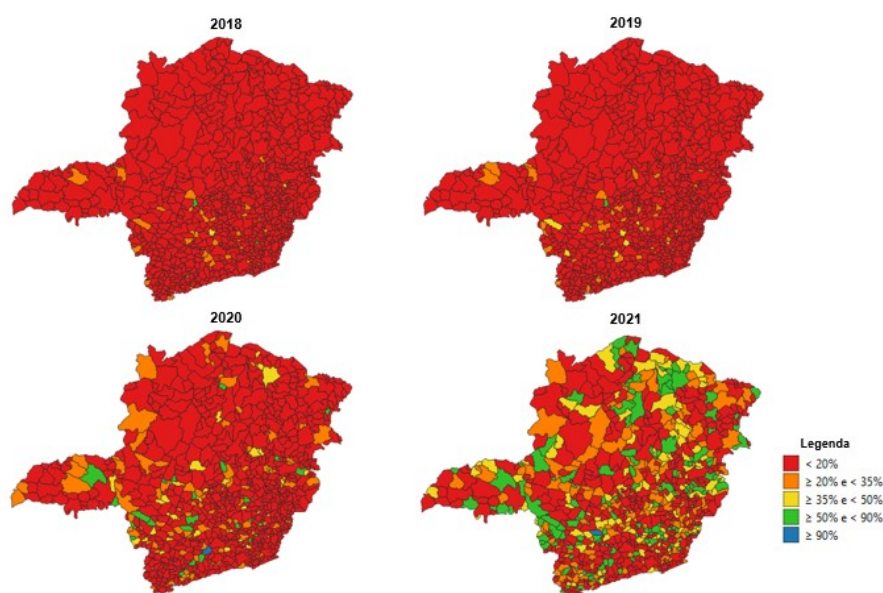 2018
2019
2020
2021
Legenda
< 20%
≥ 20% e < 35%
≥ 35% e < 50%
≥ 50% e < 90%
≥ 90%